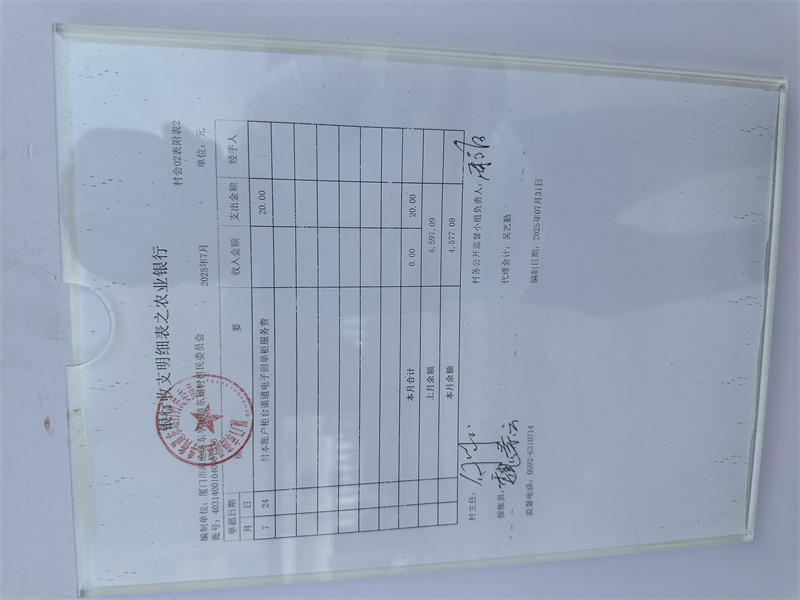 村会02表附表2
银行收支明细表之农业银行
2025年7月
单位：元
编制单位：厦门市
村民委员会
账号：40314001040
单据日期 摘 要 收入金额 支出金额 经手人
月 日
7 24 付本账户柜台渠道电子回单柜服务费 20.00
本月合计 0.00 20.00
上月余额 4,597.09
本月余额 4,577.09
村主任： 村务公开监督小组负责人：
报账员： 代理会计：吴艺勤
监督电话：0592-6310714 编制日期：2025年07月31日